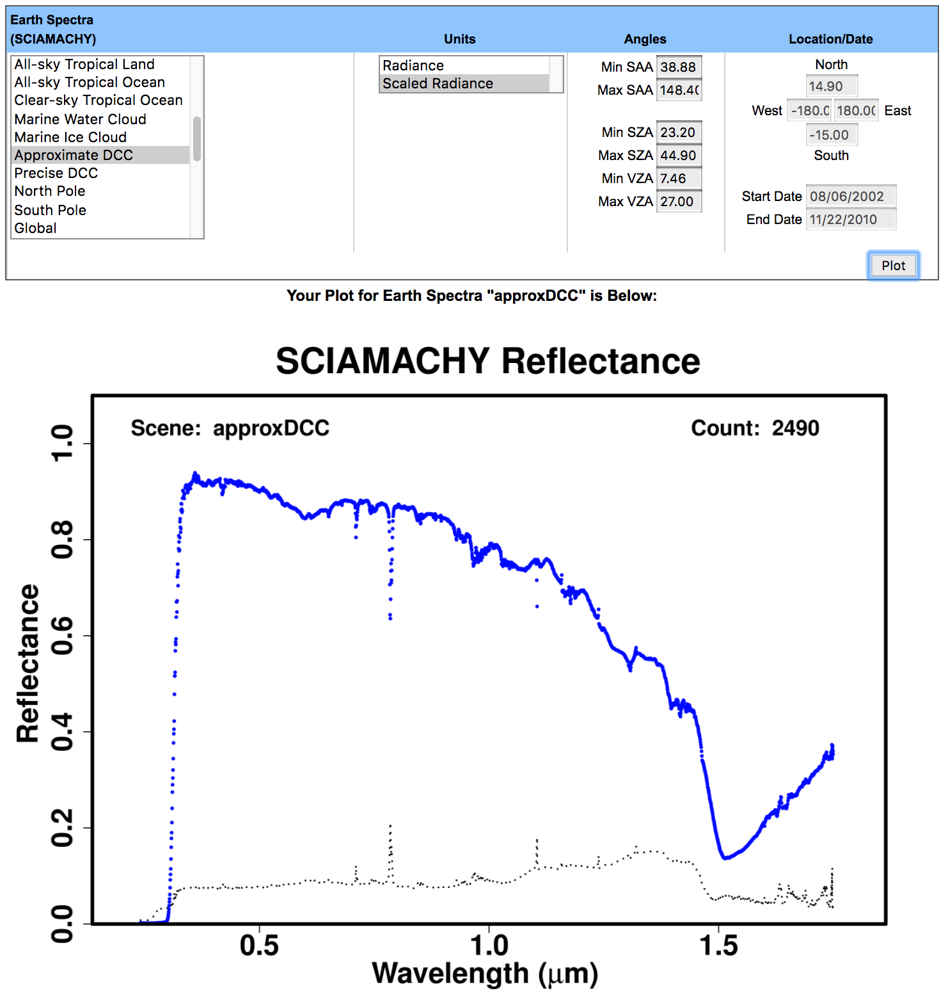 Earth Spectra
(SCIAMACHY)
Units
Angles
Location/Date
All-sky Tropical Land
All-sky Tropical Ocean
Clear-sky Tropical Ocean
Marine Water Cloud
Marine Ice Cloud
Approximate DCC
Precise DCC
North Pole
South Pole
Global
Radiance
Scaled Radiance
Min SAA 38.88
Max SAA 148.40
Min SZA 23.20
Max SZA 44.90
Min VZA 7.46
Max VZA 27.00
North
14.90
West -180.0 180.00 East
-15.00
South
Start Date 08/06/2002
End Date 11/22/2010
Plot
Your Plot for Earth Spectra "approxDCC" is Below:
SCIAMACHY Reflectance
Scene: approxDCC
Count: 2490
Reflectance
1.0
0.8
0.6
0.4
0.2
0.0
0.5 1.0 1.5
Wavelength (μm)